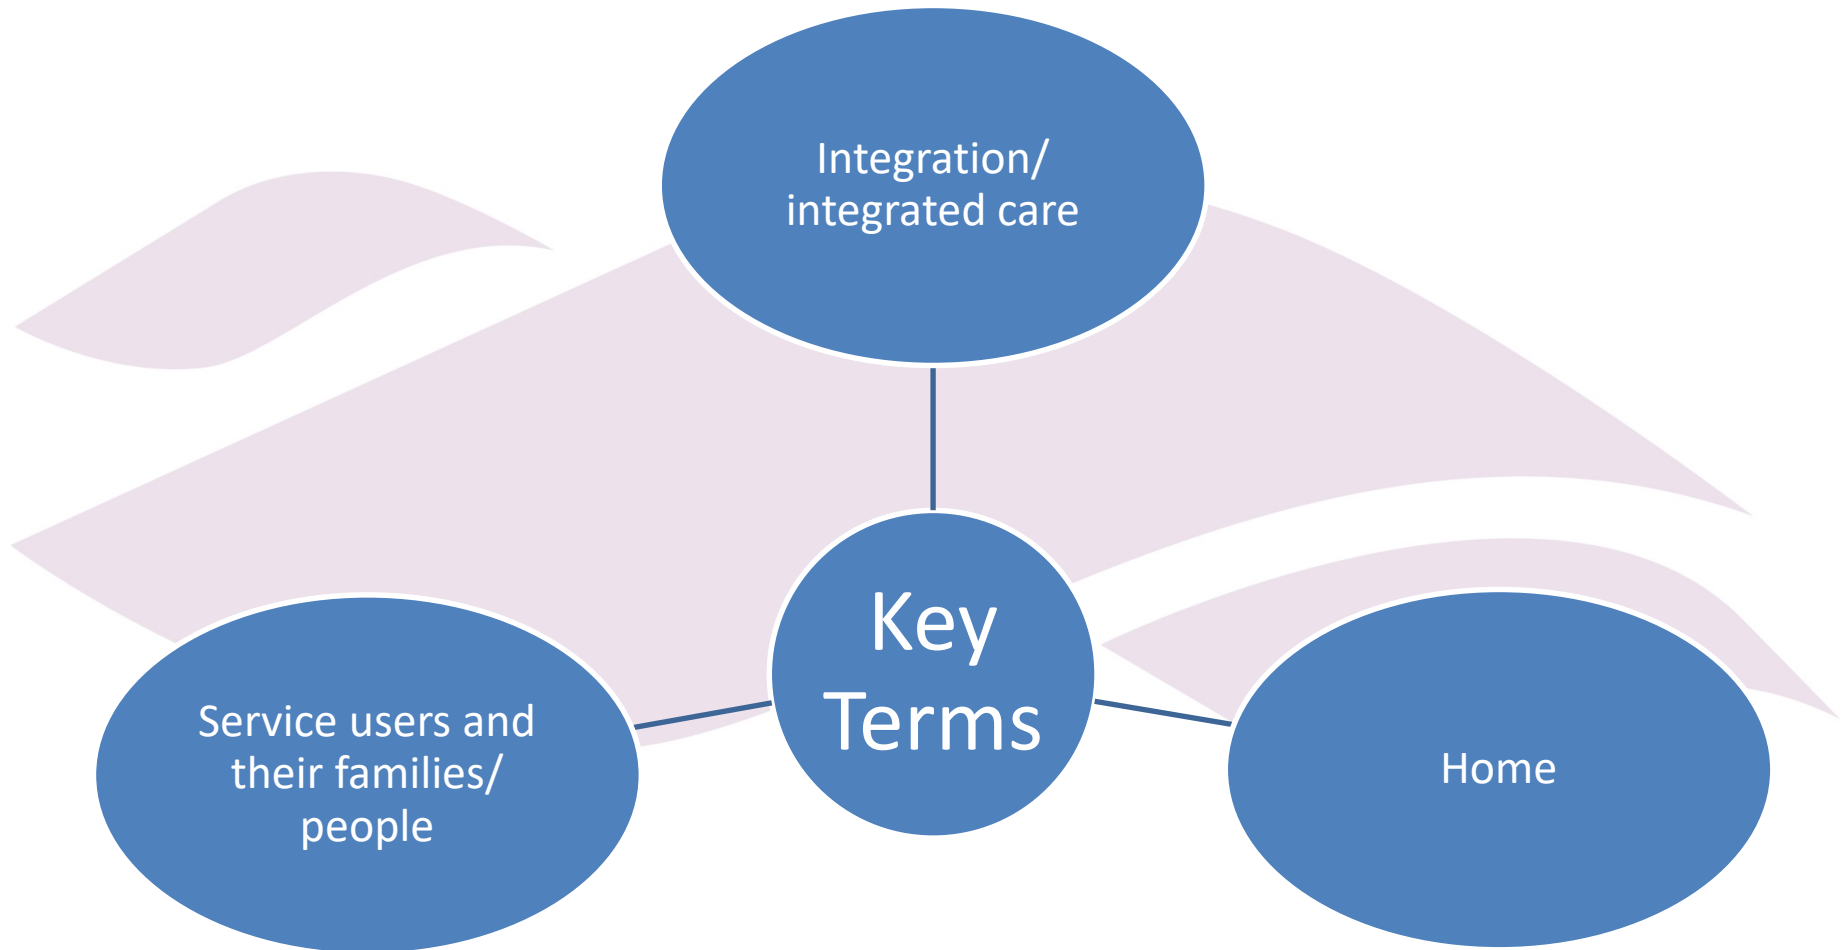 Integration/
integrated care
Key
Terms
Service users and
their families/
people
Home